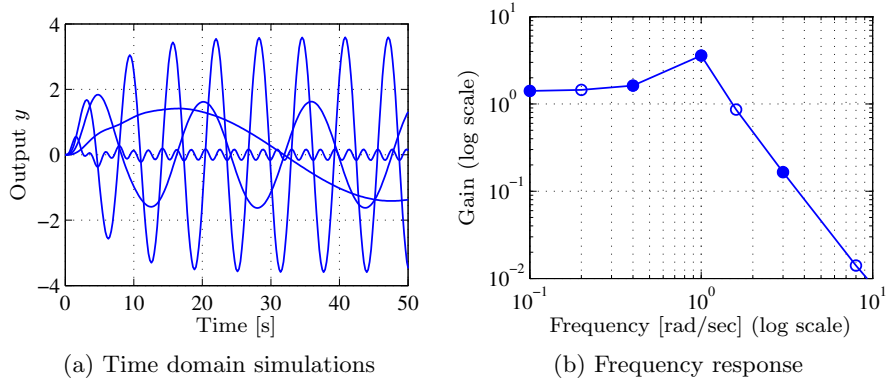 4
2
0
−2
−4
Output y
0 10 20 30 40 50
Time [s]
(a) Time domain simulations
10^1
10^0
10^-1
10^-2
Gain (log scale)
10^-1 10^0 10^1
Frequency [rad/sec] (log scale)
(b) Frequency response